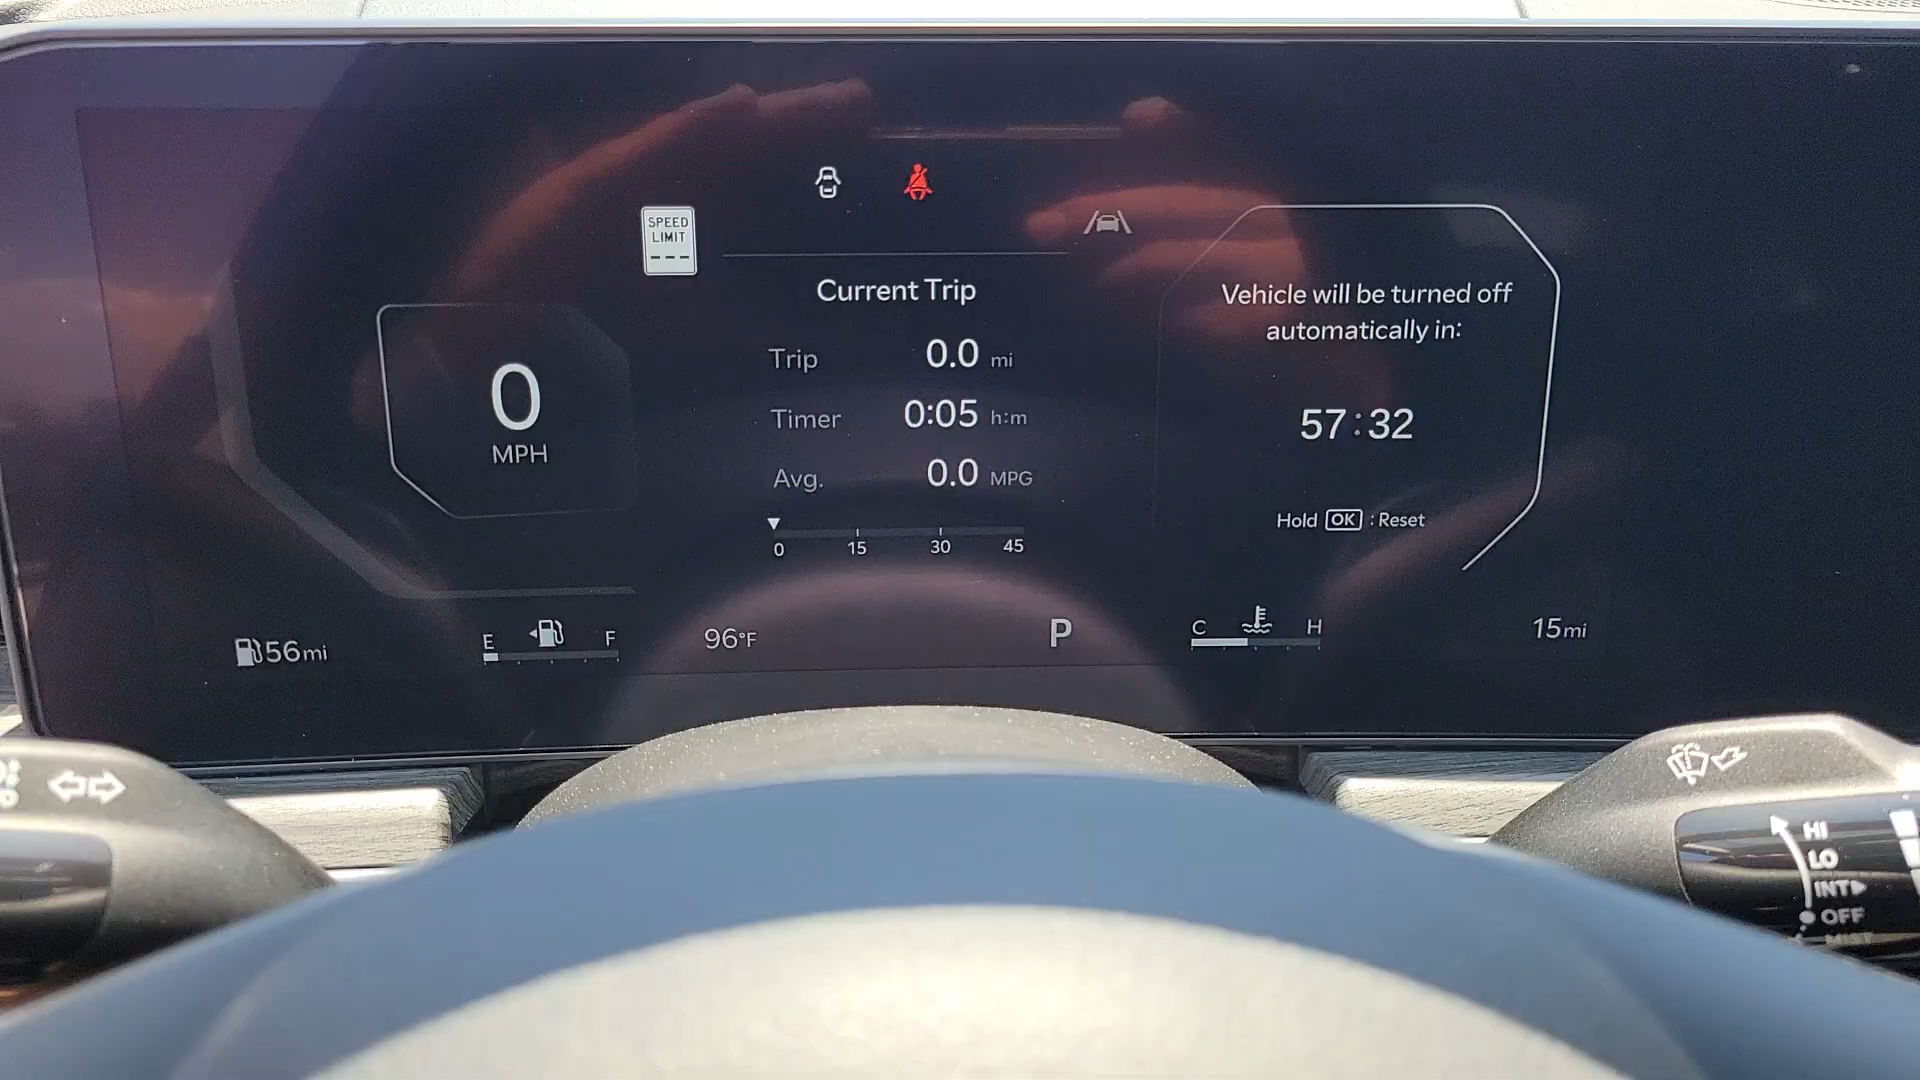 SPEED
LIMIT
---
Current Trip
Trip 0.0 mi
Timer 0:05 h:m
Avg. 0.0 MPG
0 15 30 45
0
MPH
Vehicle will be turned off
automatically in:
57:32
Hold OK : Reset
56mi
E F
96°F
P
C H
15mi
HI
LO
INT
OFF
MIST